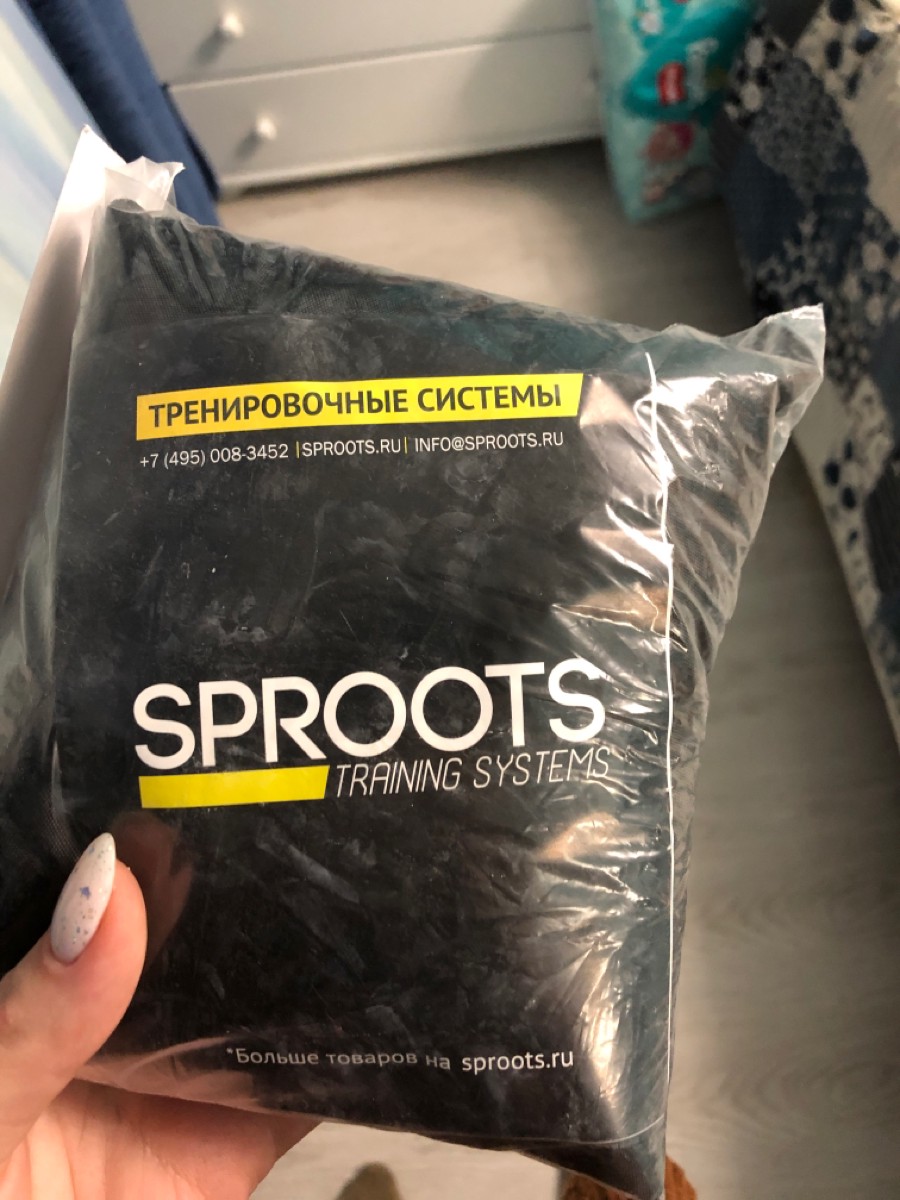 ТРЕНИРОВОЧНЫЕ СИСТЕМЫ
+7 (495) 008-3452 | SPROOTS.RU | INFO@SPROOTS.RU
SPROOTS
TRAINING SYSTEMS
*Больше товаров на sproots.ru